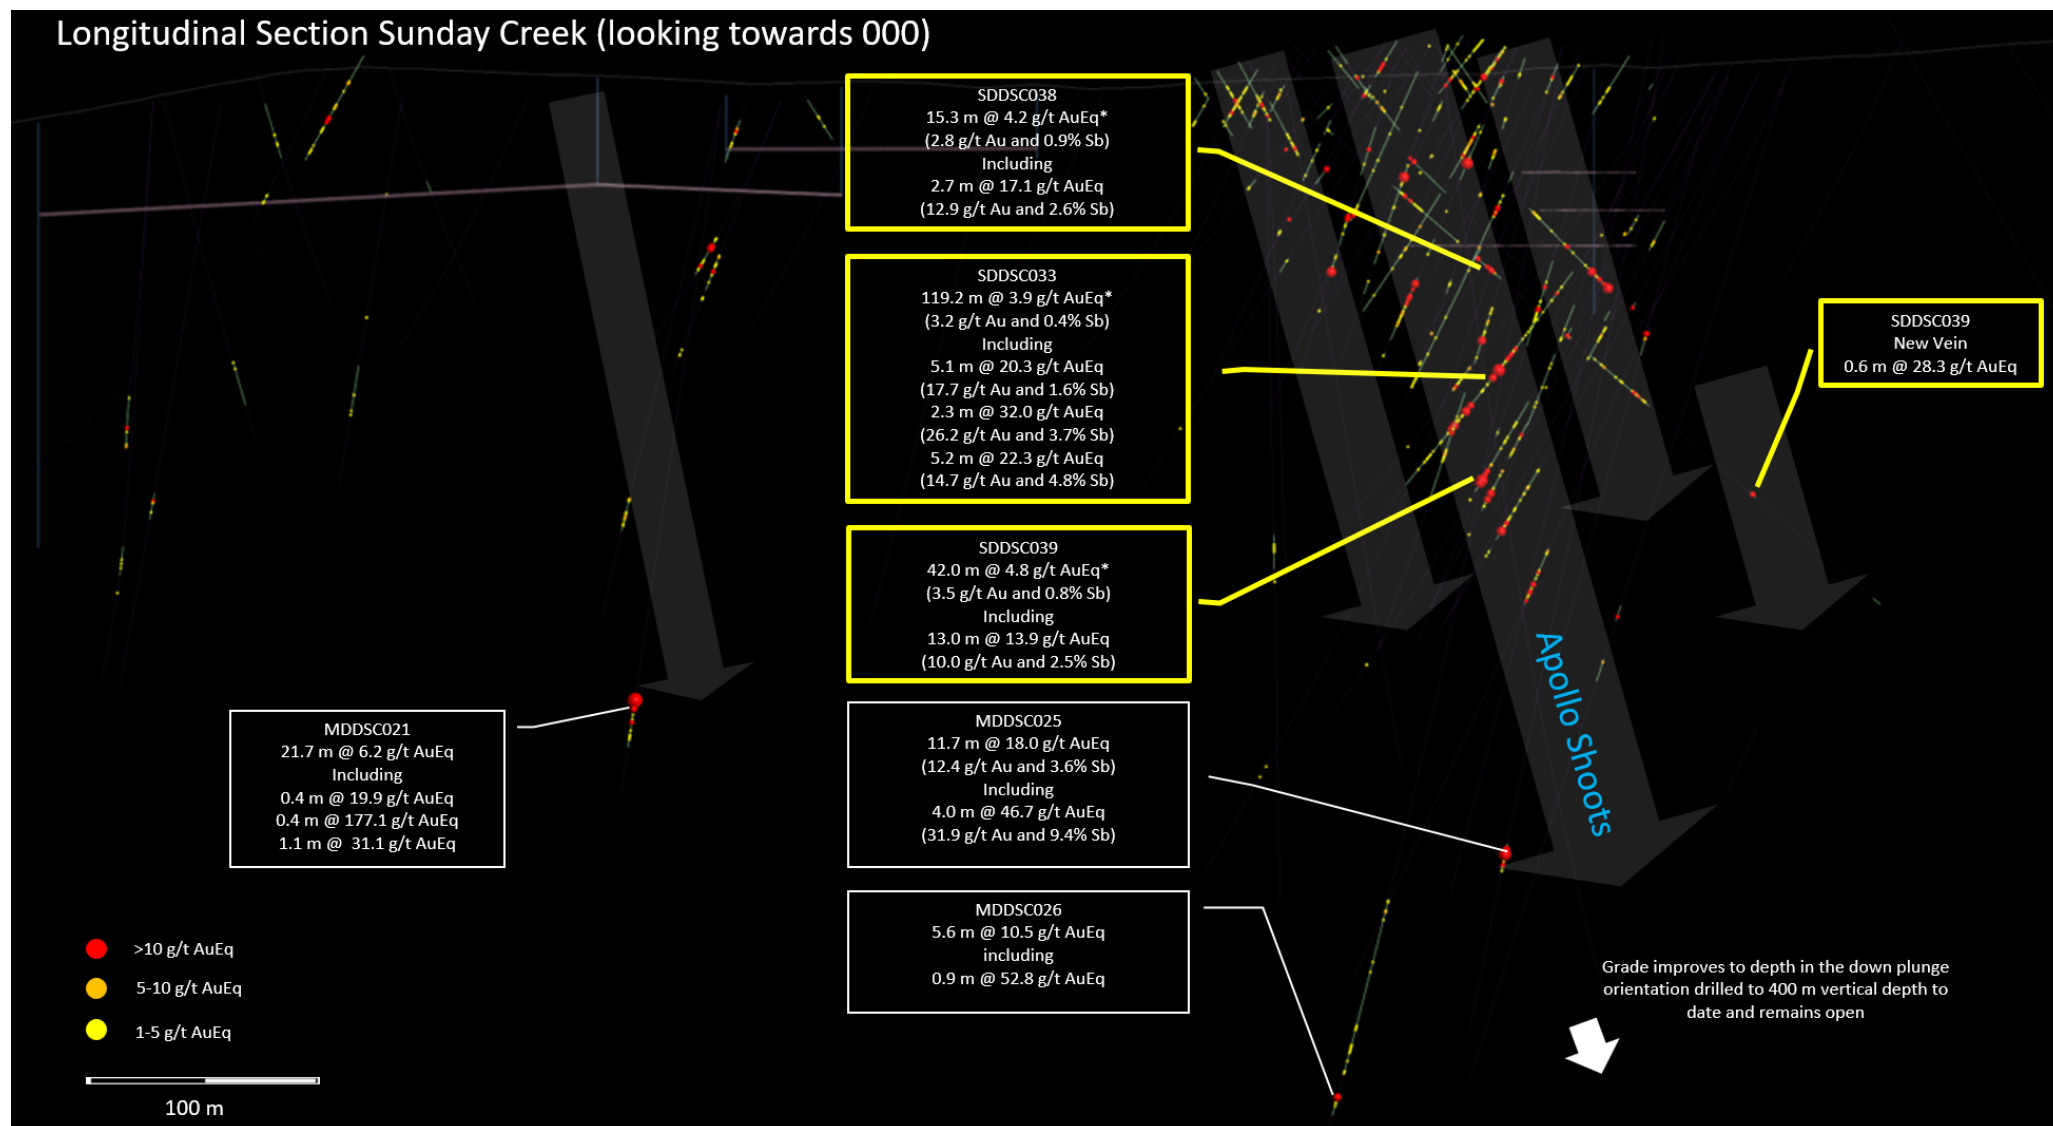 Longitudinal Section Sunday Creek (looking towards 000)
SDDSC038
15.3 m @ 4.2 g/t AuEq*
(2.8 g/t Au and 0.9% Sb)
Including
2.7 m @ 17.1 g/t AuEq
(12.9 g/t Au and 2.6% Sb)
SDDSC033
119.2 m @ 3.9 g/t AuEq*
(3.2 g/t Au and 0.4% Sb)
Including
5.1 m @ 20.3 g/t AuEq
(17.7 g/t Au and 1.6% Sb)
2.3 m @ 32.0 g/t AuEq
(26.2 g/t Au and 3.7% Sb)
5.2 m @ 22.3 g/t AuEq
(14.7 g/t Au and 4.8% Sb)
SDDSC039
New Vein
0.6 m @ 28.3 g/t AuEq
SDDSC039
42.0 m @ 4.8 g/t AuEq*
(3.5 g/t Au and 0.8% Sb)
Including
13.0 m @ 13.9 g/t AuEq
(10.0 g/t Au and 2.5% Sb)
Apollo Shoots
MDDSC021
21.7 m @ 6.2 g/t AuEq
Including
0.4 m @ 19.9 g/t AuEq
0.4 m @ 177.1 g/t AuEq
1.1 m @  31.1 g/t AuEq
MDDSC025
11.7 m @ 18.0 g/t AuEq
(12.4 g/t Au and 3.6% Sb)
Including
4.0 m @ 46.7 g/t AuEq
(31.9 g/t Au and 9.4% Sb)
MDDSC026
5.6 m @ 10.5 g/t AuEq
including
0.9 m @ 52.8 g/t AuEq
>10 g/t AuEq
5-10 g/t AuEq
1-5 g/t AuEq
100 m
Grade improves to depth in the down plunge
orientation drilled to 400 m vertical depth to
date and remains open